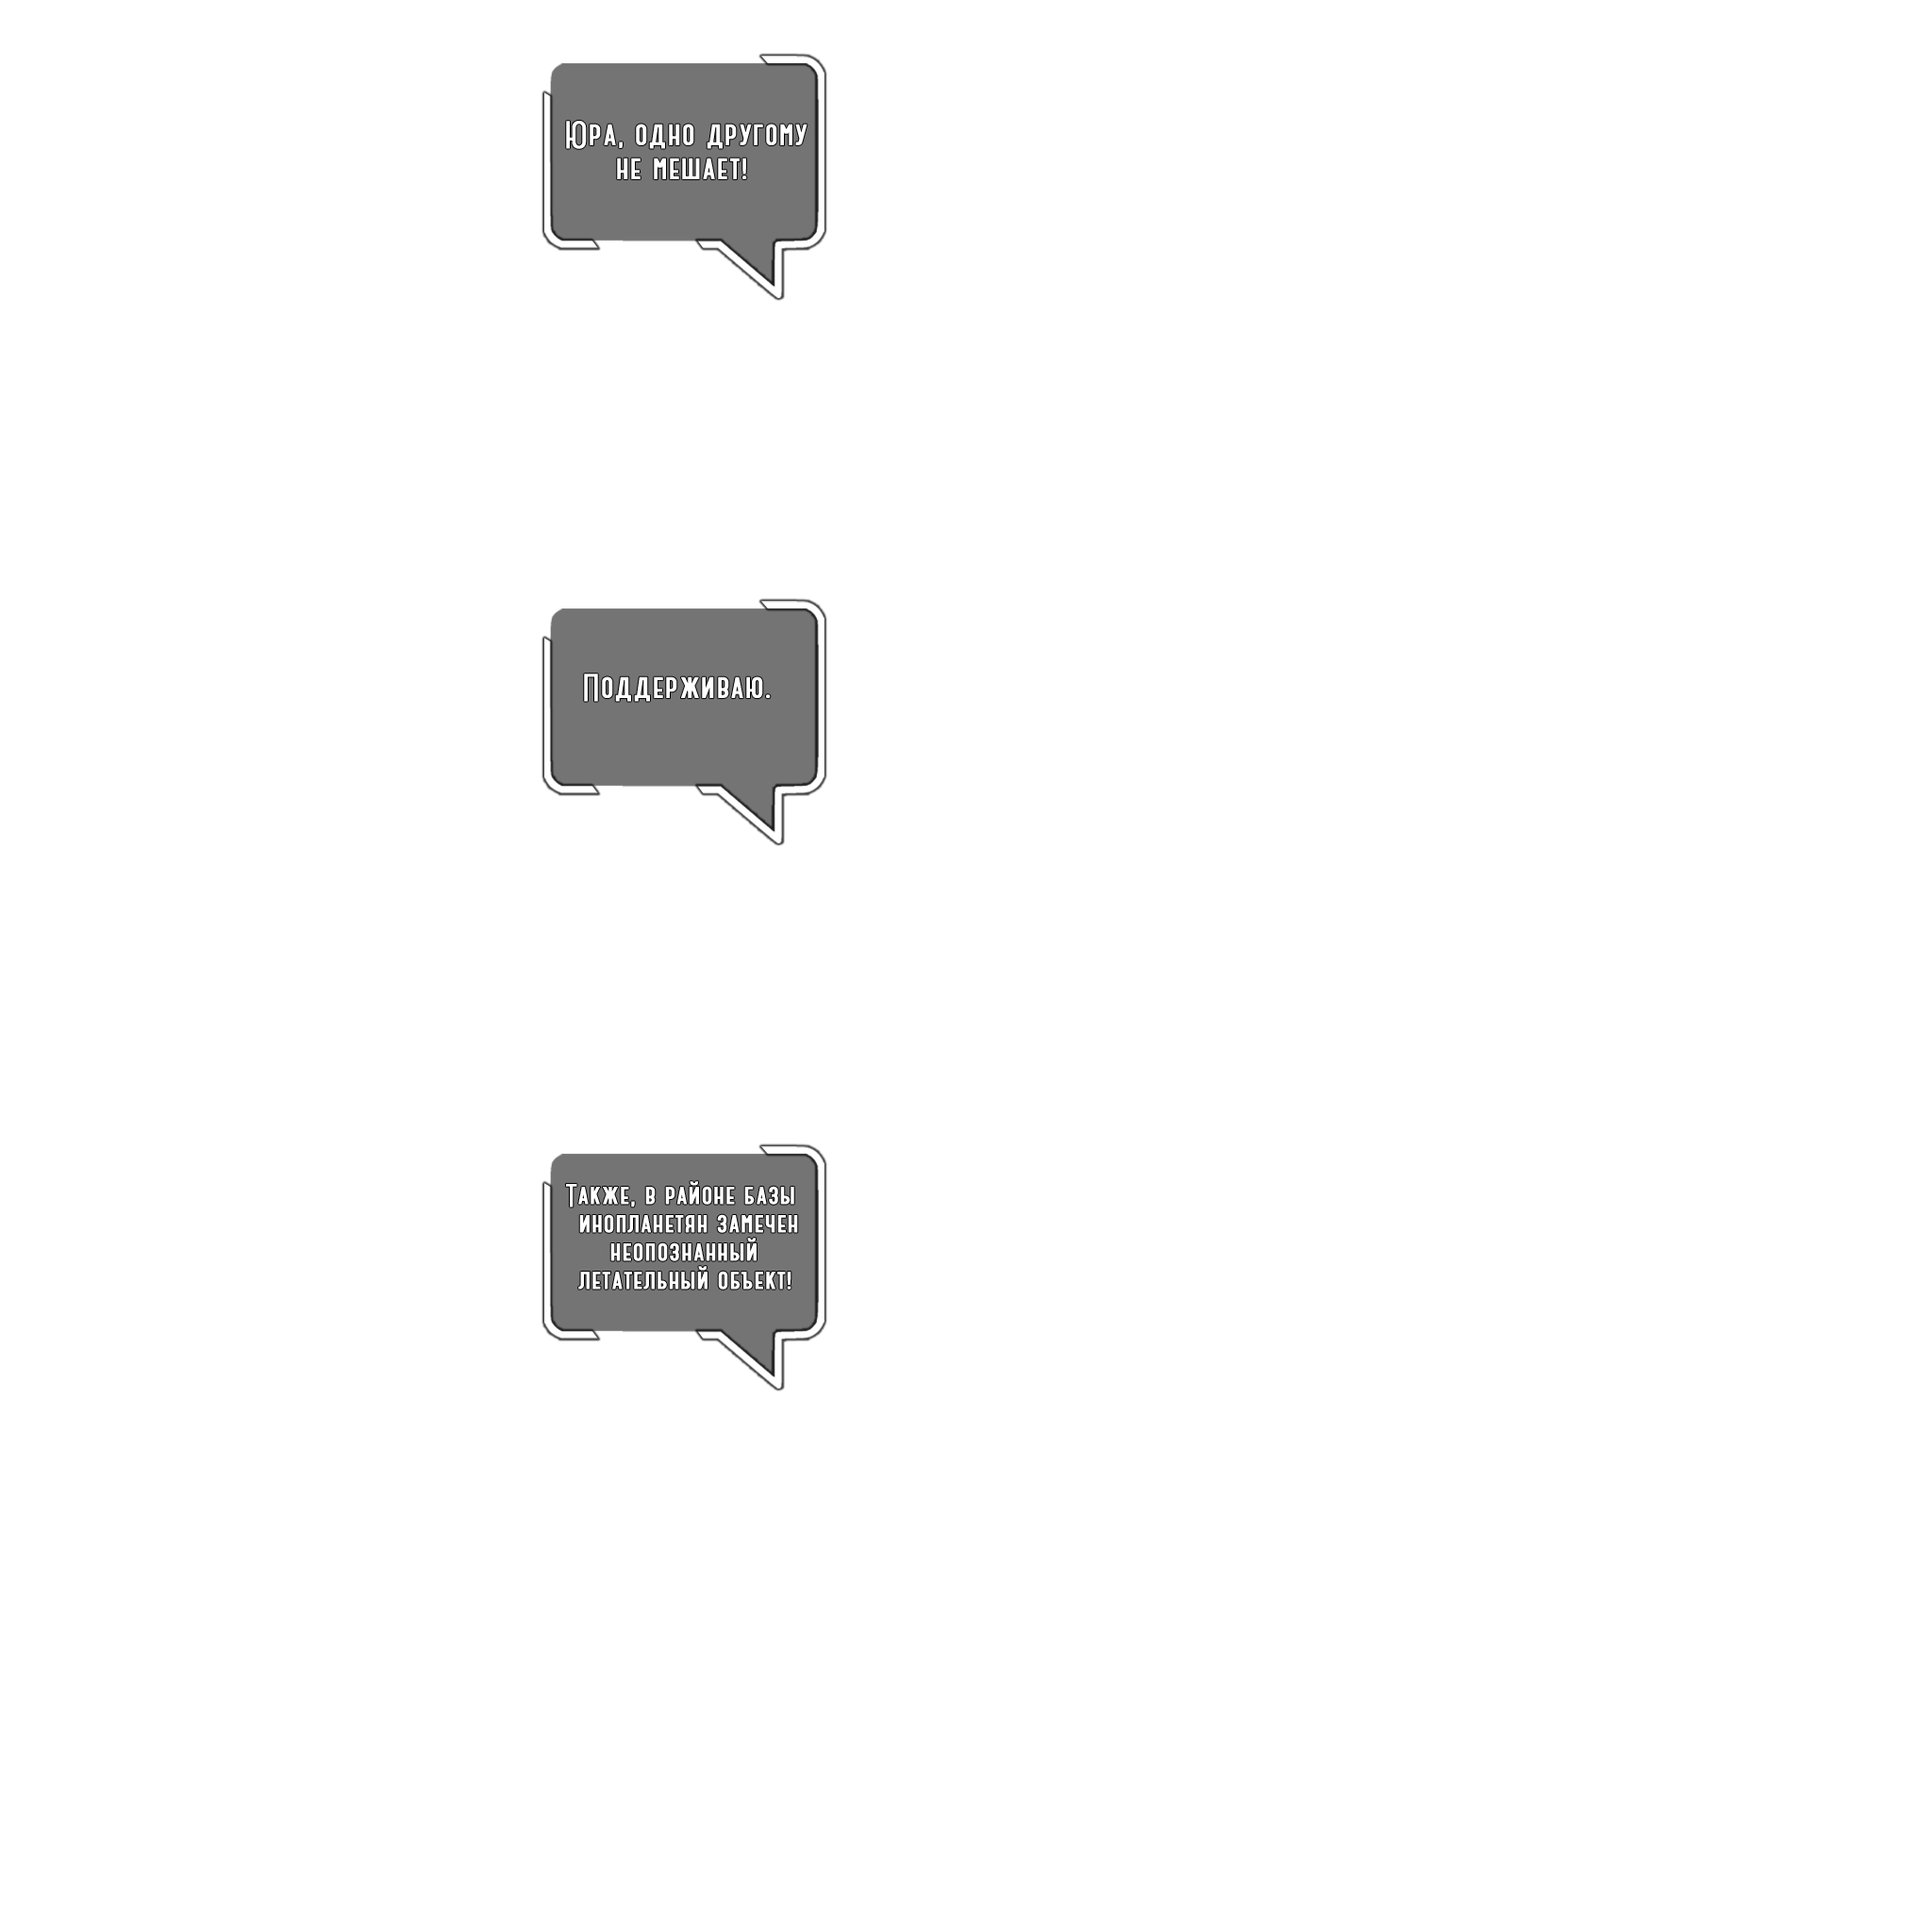 Юра, одно другому
не мешает!
Поддерживаю.
Также, в районе базы
инопланетян замечен
неопознанный
летательный объект!